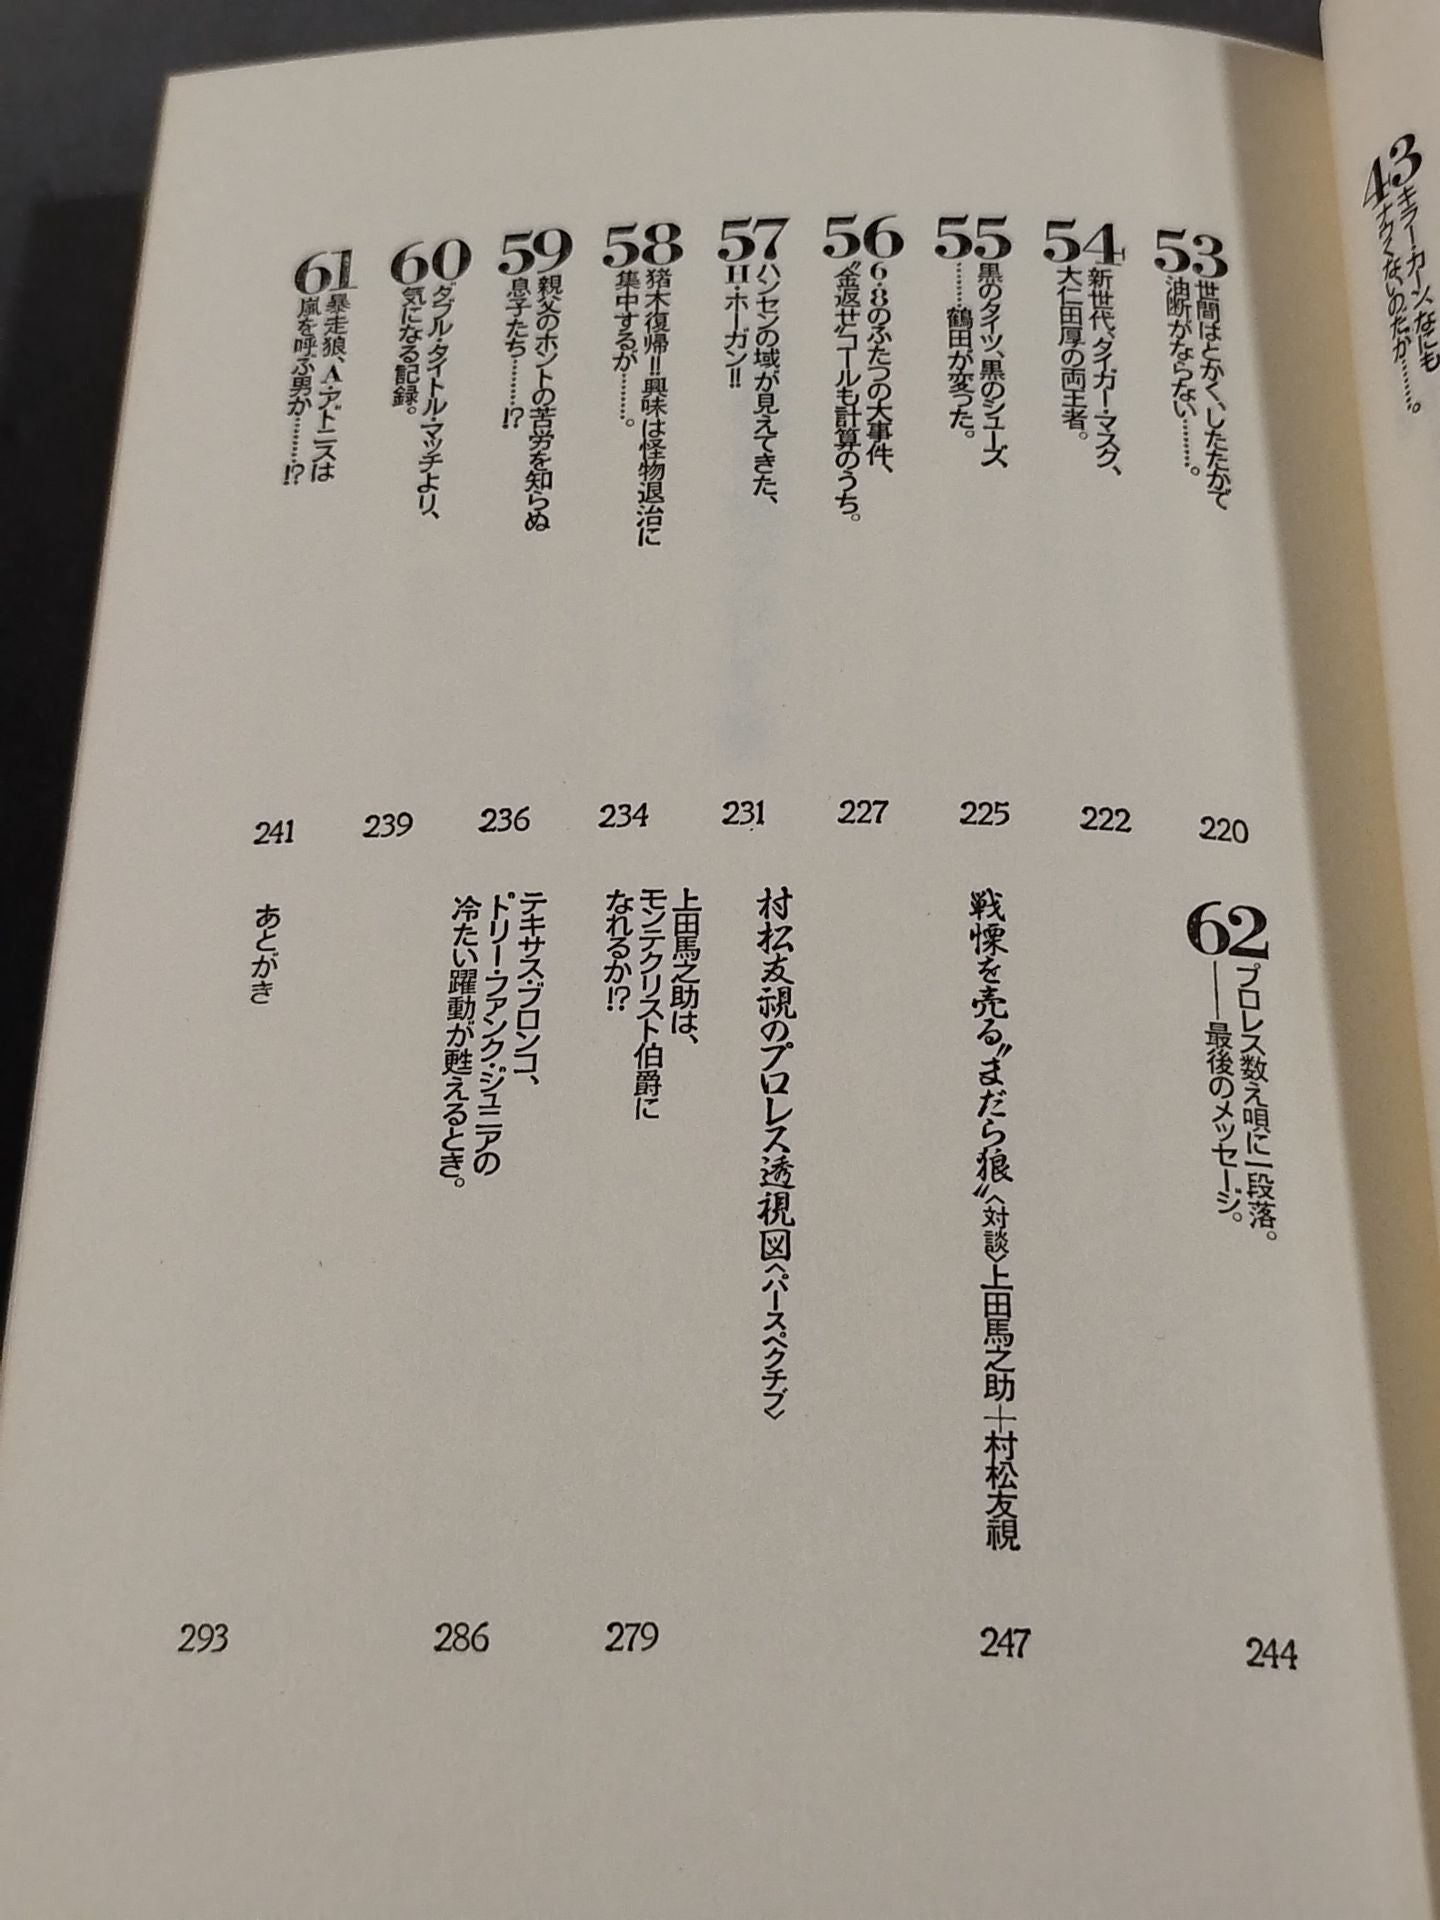 43
キラー・カーン、なにも
53
世間はとかく、したたかで
油断がならない………。
220
54
新世代、タイガー・マスク、
大仁田厚の両王者。
222
55
黒のタイツ、黒のシューズ
………鶴田が変った。
225
56
6・8のふたつの大事件、
〝金返せ〟コールも計算のうち。
227
57
ハンセンの域が見えてきた、
H・ホーガン!!
231
58
猪木復帰!!興味は怪物退治に
集中するが………。
234
59
親父のホントの苦労を知らぬ
息子たち………!?
236
60
ダブル・タイトル・マッチより、
気になる記録。
239
61
暴走狼、A・アドニスは
嵐を呼ぶ男か………!?
241
62
プロレス数え唄に一段落。
──最後のメッセージ。
244
戦慄を売る〝まだら狼〟〈対談〉上田馬之助＋村松友視
247
村松友視のプロレス透視図〈パースペクチブ〉
上田馬之助は、
モンテクリスト伯爵に
なれるか!?
279
テキサス・ブロンコ、
ドリー・ファンク・ジュニアの
冷たい躍動が甦えるとき。
286
あとがき
293